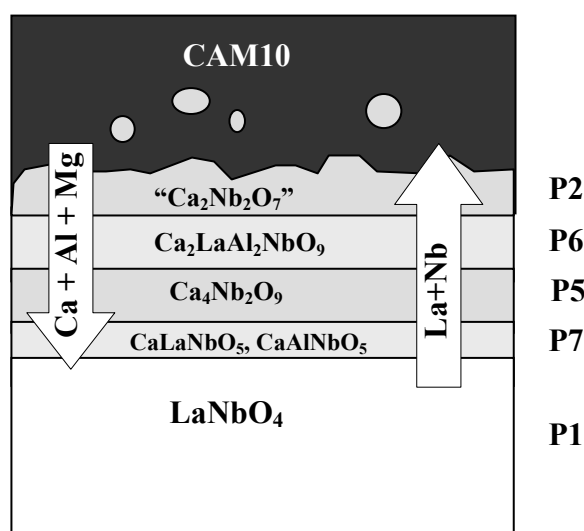 CAM10
Ca + Al + Mg
La+Nb
“Ca₂Nb₂O₇”
P2
Ca₂LaAl₂NbO₉
P6
Ca₄Nb₂O₉
P5
CaLaNbO₅, CaAlNbO₅
P7
LaNbO₄
P1